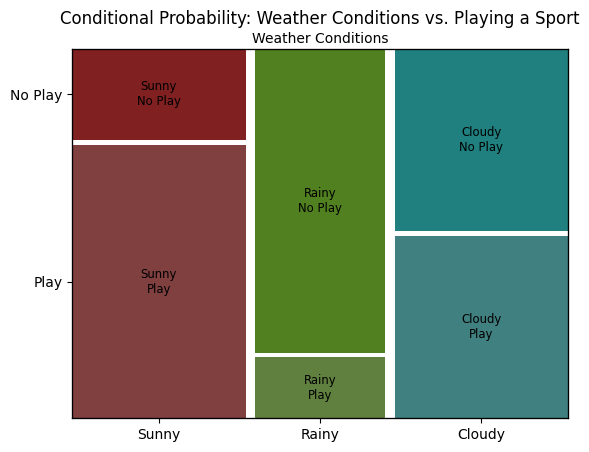 Conditional Probability: Weather Conditions vs. Playing a Sport
Weather Conditions
No Play
Play
Sunny
No Play
Sunny
Play
Rainy
No Play
Rainy
Play
Cloudy
No Play
Cloudy
Play
Sunny
Rainy
Cloudy